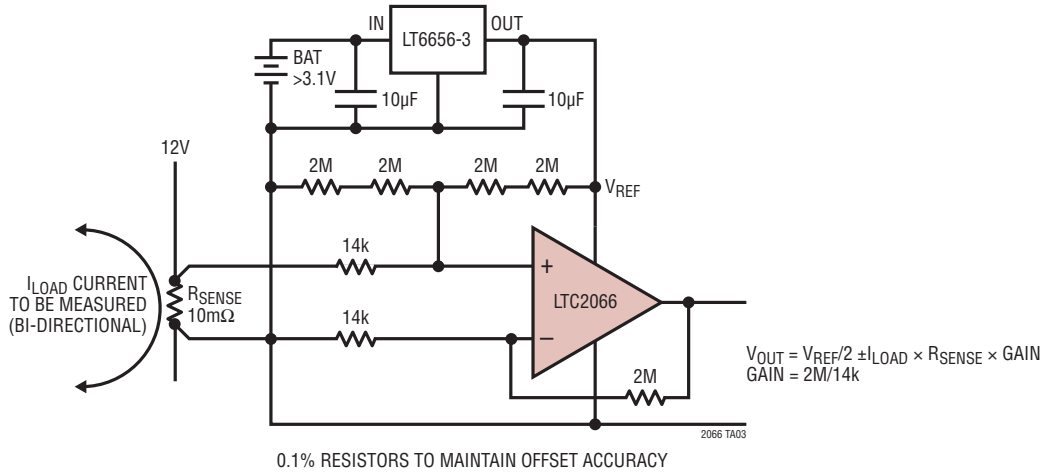 IN
LT6656-3
OUT
BAT
>3.1V
10µF
10µF
12V
2M
2M
2M
2M
VREF
14k
+
ILOAD CURRENT
TO BE MEASURED
(BI-DIRECTIONAL)
RSENSE
10mΩ
LTC2066
14k
–
2M
VOUT = VREF/2 ±ILOAD × RSENSE × GAIN
GAIN = 2M/14k
2066 TA03
0.1% RESISTORS TO MAINTAIN OFFSET ACCURACY